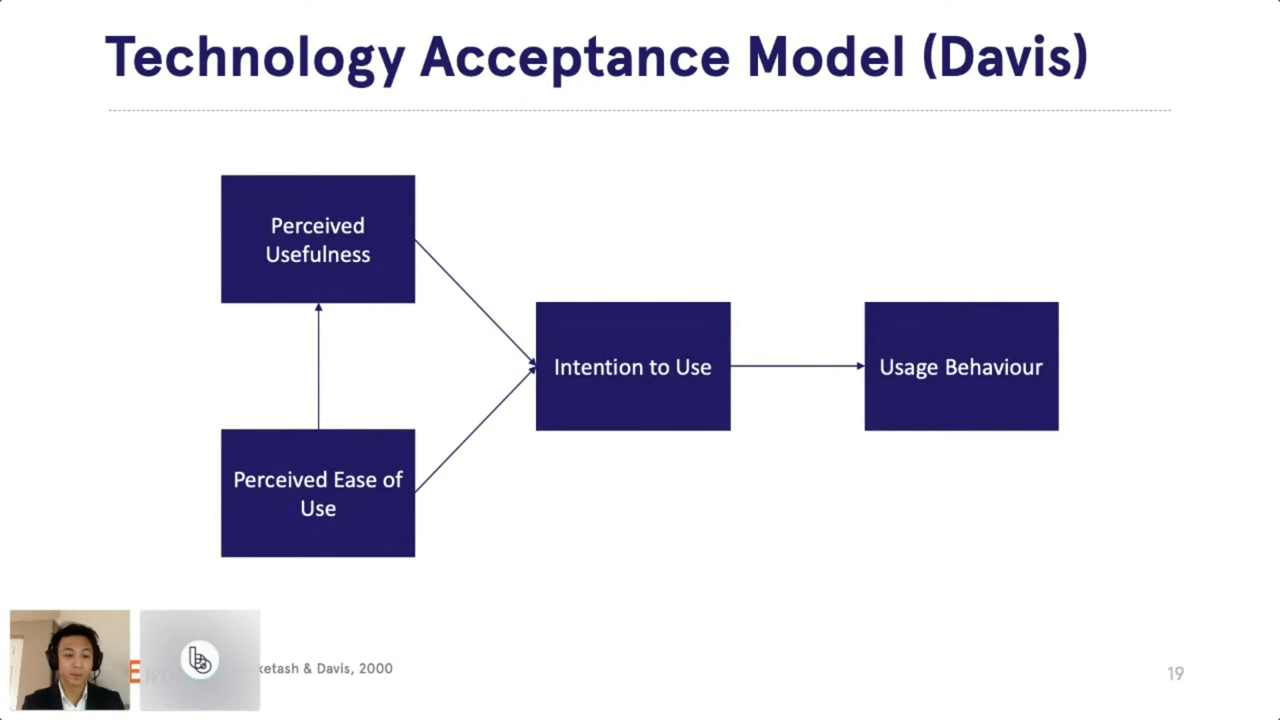 Technology Acceptance Model (Davis)
Perceived
Usefulness
Intention to Use
Usage Behaviour
Perceived Ease of
Use
& Davis, 2000
19